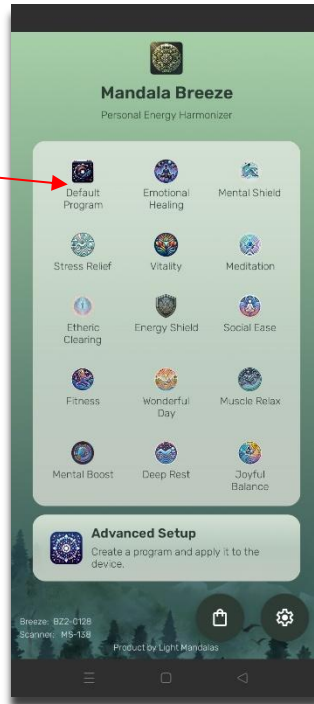 Mandala Breeze
Personal Energy Harmonizer
Default
Program
Emotional
Healing
Mental Shield
Stress Relief
Vitality
Meditation
Etheric
Clearing
Energy Shield
Social Ease
Fitness
Wonderful
Day
Muscle Relax
Mental Boost
Deep Rest
Joyful
Balance
Advanced Setup
Create a program and apply it to the
device.
Breeze: BZ2-0128
Scanner: MS-138
Product by Light Mandalas